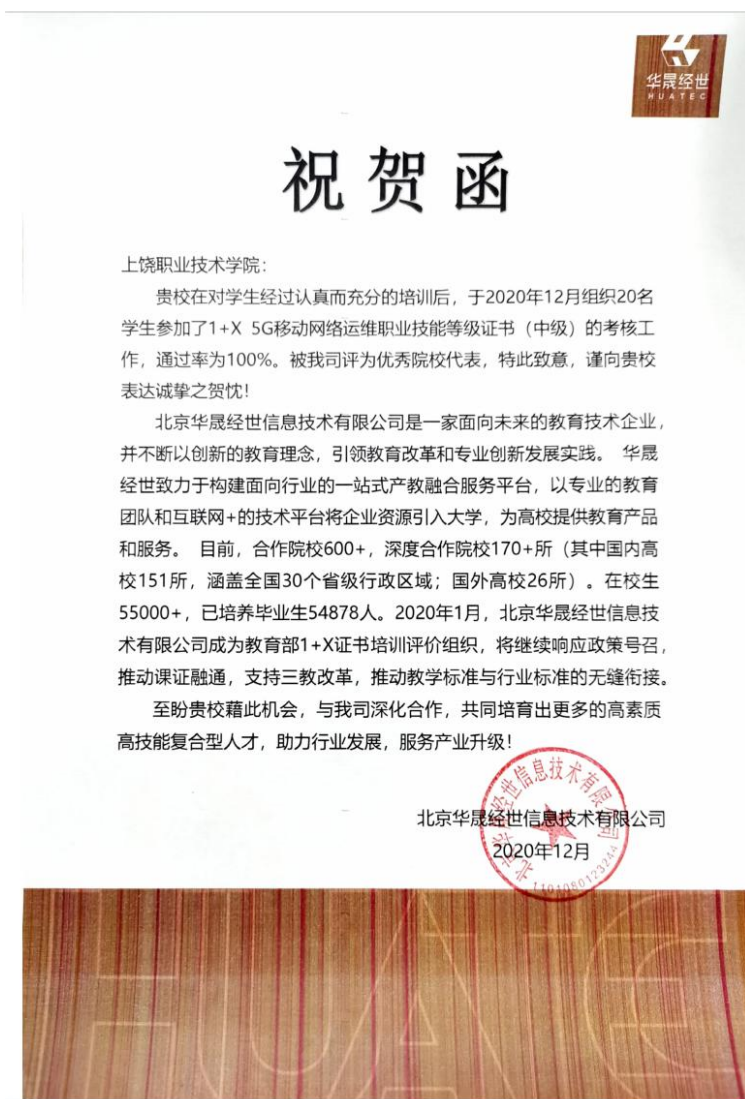 华晟经世
HUATEC
祝贺函
上饶职业技术学院：
贵校在对学生经过认真而充分的培训后，于2020年12月组织20名
学生参加了1+X 5G移动网络运维职业技能等级证书（中级）的考核工
作，通过率为100%。被我司评为优秀院校代表，特此致意，谨向贵校
表达诚挚之贺忱！
北京华晟经世信息技术有限公司是一家面向未来的教育技术企业，
并不断以创新的教育理念，引领教育改革和专业创新发展实践。 华晟
经世致力于构建面向行业的一站式产教融合服务平台，以专业的教育
团队和互联网+的技术平台将企业资源引入大学，为高校提供教育产品
和服务。 目前，合作院校600+，深度合作院校170+所（其中国内高
校151所，涵盖全国30个省级行政区域；国外高校26所）。在校生
55000+，已培养毕业生54878人。2020年1月，北京华晟经世信息技
术有限公司成为教育部1+X证书培训评价组织，将继续响应政策号召，
推动课证融通，支持三教改革，推动教学标准与行业标准的无缝衔接。
至盼贵校藉此机会，与我司深化合作，共同培育出更多的高素质
高技能复合型人才，助力行业发展，服务产业升级！
北京华晟经世信息技术有限公司
2020年12月
北京华晟经世信息技术有限公司
1101080123244
HUATE